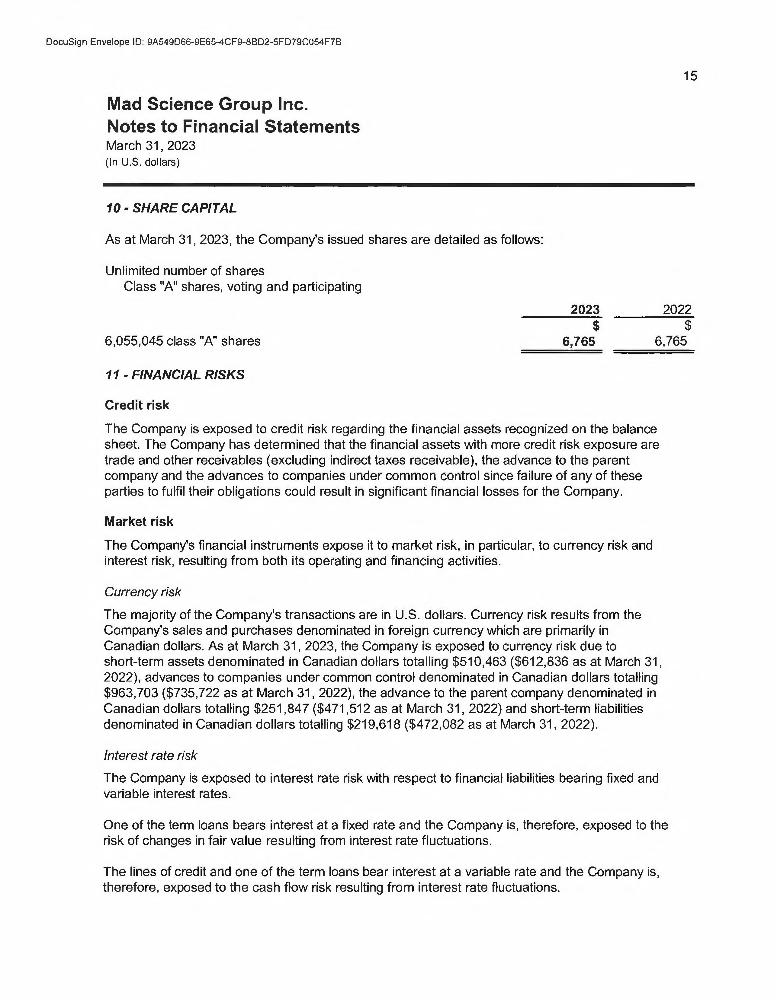 DocuSign Envelope ID: 9A549D66-9E65-4CF9-8BD2-5FD79C054F7B
15
Mad Science Group Inc.
Notes to Financial Statements
March 31, 2023
(In U.S. dollars)
10 - SHARE CAPITAL
As at March 31, 2023, the Company's issued shares are detailed as follows:
Unlimited number of shares
Class "A" shares, voting and participating
2023 2022
$ $
6,055,045 class "A" shares 6,765 6,765
11 - FINANCIAL RISKS
Credit risk
The Company is exposed to credit risk regarding the financial assets recognized on the balance
sheet. The Company has determined that the financial assets with more credit risk exposure are
trade and other receivables (excluding indirect taxes receivable), the advance to the parent
company and the advances to companies under common control since failure of any of these
parties to fulfil their obligations could result in significant financial losses for the Company.
Market risk
The Company's financial instruments expose it to market risk, in particular, to currency risk and
interest risk, resulting from both its operating and financing activities.
Currency risk
The majority of the Company's transactions are in U.S. dollars. Currency risk results from the
Company's sales and purchases denominated in foreign currency which are primarily in
Canadian dollars. As at March 31, 2023, the Company is exposed to currency risk due to
short-term assets denominated in Canadian dollars totalling $510,463 ($612,836 as at March 31,
2022), advances to companies under common control denominated in Canadian dollars totalling
$963,703 ($735,722 as at March 31, 2022), the advance to the parent company denominated in
Canadian dollars totalling $251,847 ($471,512 as at March 31, 2022) and short-term liabilities
denominated in Canadian dollars totalling $219,618 ($472,082 as at March 31, 2022).
Interest rate risk
The Company is exposed to interest rate risk with respect to financial liabilities bearing fixed and
variable interest rates.
One of the term loans bears interest at a fixed rate and the Company is, therefore, exposed to the
risk of changes in fair value resulting from interest rate fluctuations.
The lines of credit and one of the term loans bear interest at a variable rate and the Company is,
therefore, exposed to the cash flow risk resulting from interest rate fluctuations.